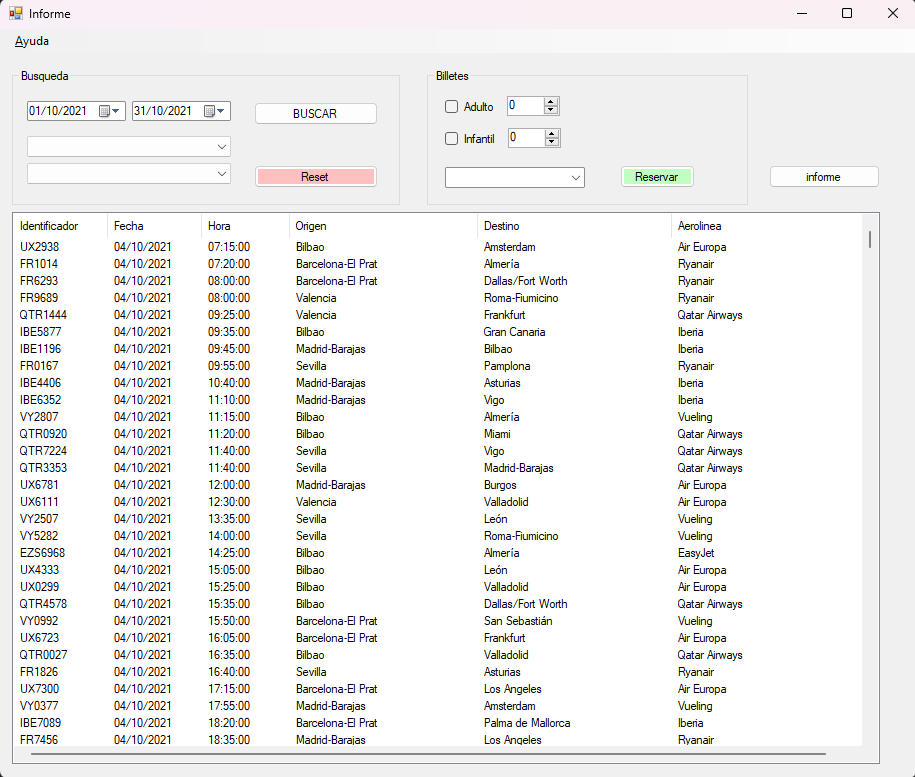 Informe
Ayuda
Busqueda
01/10/2021 31/10/2021 BUSCAR
Reset
Billetes
Adulto 0
Infantil 0
Reservar
informe
Identificador Fecha Hora Origen Destino Aerolinea
UX2938 04/10/2021 07:15:00 Bilbao Amsterdam Air Europa
FR1014 04/10/2021 07:20:00 Barcelona-El Prat Almería Ryanair
FR6293 04/10/2021 08:00:00 Barcelona-El Prat Dallas/Fort Worth Ryanair
FR9689 04/10/2021 08:00:00 Valencia Roma-Fiumicino Ryanair
QTR1444 04/10/2021 09:25:00 Valencia Frankfurt Qatar Airways
IBE5877 04/10/2021 09:35:00 Bilbao Gran Canaria Iberia
IBE1196 04/10/2021 09:45:00 Madrid-Barajas Bilbao Iberia
FR0167 04/10/2021 09:55:00 Sevilla Pamplona Ryanair
IBE4406 04/10/2021 10:40:00 Madrid-Barajas Asturias Iberia
IBE6352 04/10/2021 11:10:00 Madrid-Barajas Vigo Iberia
VY2807 04/10/2021 11:15:00 Bilbao Almería Vueling
QTR0920 04/10/2021 11:20:00 Bilbao Miami Qatar Airways
QTR7224 04/10/2021 11:40:00 Sevilla Vigo Qatar Airways
QTR3353 04/10/2021 11:40:00 Sevilla Madrid-Barajas Qatar Airways
UX6781 04/10/2021 12:00:00 Madrid-Barajas Burgos Air Europa
UX6111 04/10/2021 12:30:00 Valencia Valladolid Air Europa
VY2507 04/10/2021 13:35:00 Sevilla León Vueling
VY5282 04/10/2021 14:00:00 Sevilla Roma-Fiumicino Vueling
EZS6968 04/10/2021 14:25:00 Bilbao Almería EasyJet
UX4333 04/10/2021 15:05:00 Bilbao León Air Europa
UX0299 04/10/2021 15:25:00 Bilbao Valladolid Air Europa
QTR4578 04/10/2021 15:35:00 Bilbao Dallas/Fort Worth Qatar Airways
VY0992 04/10/2021 15:50:00 Barcelona-El Prat San Sebastián Vueling
UX6723 04/10/2021 16:05:00 Barcelona-El Prat Frankfurt Air Europa
QTR0027 04/10/2021 16:35:00 Bilbao Valladolid Qatar Airways
FR1826 04/10/2021 16:40:00 Sevilla Asturias Ryanair
UX7300 04/10/2021 17:15:00 Barcelona-El Prat Los Angeles Air Europa
VY0377 04/10/2021 17:55:00 Madrid-Barajas Amsterdam Vueling
IBE7089 04/10/2021 18:20:00 Barcelona-El Prat Palma de Mallorca Iberia
FR7456 04/10/2021 18:35:00 Madrid-Barajas Los Angeles Ryanair